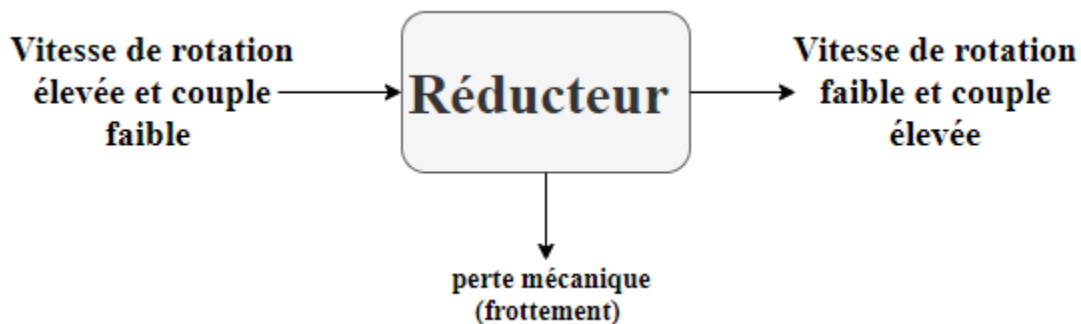 Vitesse de rotation
élevée et couple
faible
Réducteur
Vitesse de rotation
faible et couple
élevée
perte mécanique
(frottement)